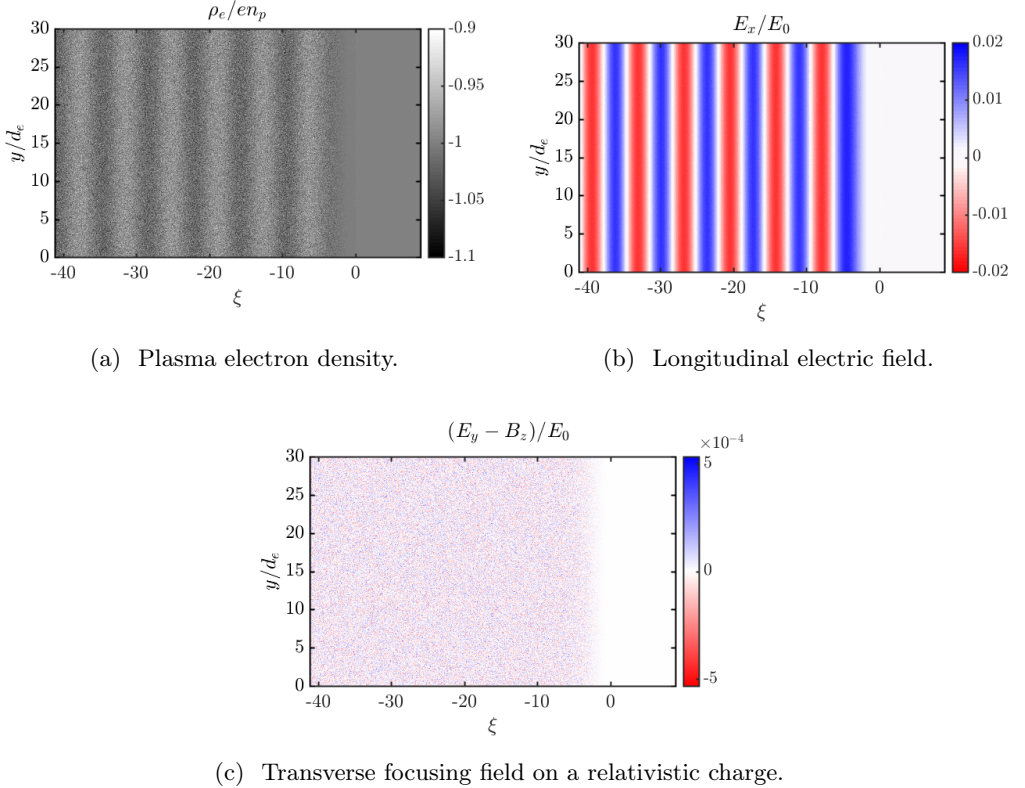 ρₑ/enₚ
30
25
20
15
10
5
0
y/dₑ
-40 -30 -20 -10 0
ξ
-0.9
-0.95
-1
-1.05
-1.1
(a) Plasma electron density.
Eₓ/E₀
30
25
20
15
10
5
0
y/dₑ
-40 -30 -20 -10 0
ξ
0.02
0.01
0
-0.01
-0.02
(b) Longitudinal electric field.
(E_y − B_z)/E₀
30
25
20
15
10
5
0
y/dₑ
-40 -30 -20 -10 0
ξ
×10⁻⁴
5
0
-5
(c) Transverse focusing field on a relativistic charge.